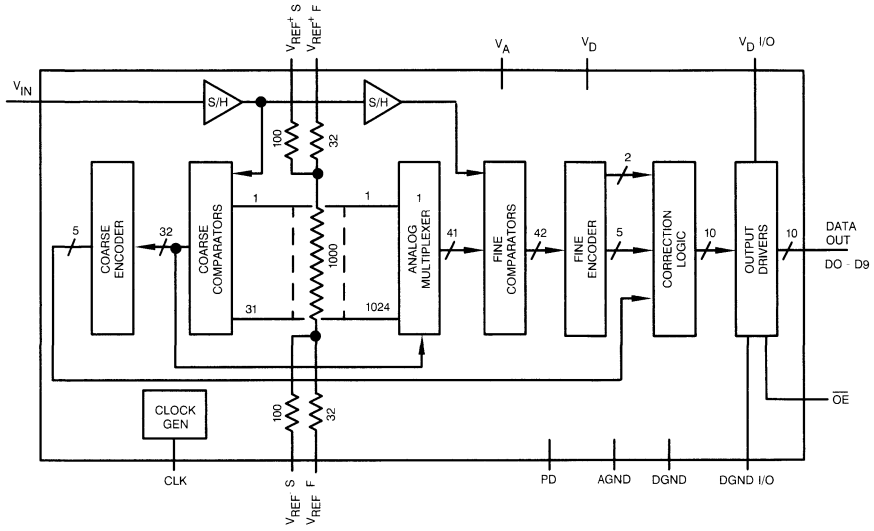 VREF+ S
VREF+ F
VA
VD
VD I/O
VIN
S/H
S/H
100
32
COARSE ENCODER
5
32
COARSE COMPARATORS
1
31
1000
1
1024
1
ANALOG MULTIPLEXER
41
FINE COMPARATORS
42
FINE ENCODER
2
5
CORRECTION LOGIC
10
OUTPUT DRIVERS
10
DATA OUT
DO - D9
CLOCK GEN
100
32
OE
CLK
VREF- S
VREF- F
PD
AGND
DGND
DGND I/O